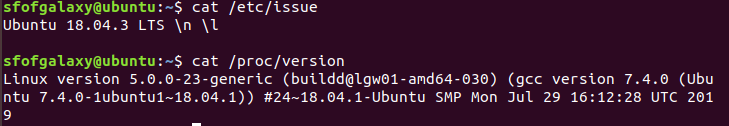 sfofgalaxy@ubuntu:~$ cat /etc/issue
Ubuntu 18.04.3 LTS \n \l
sfofgalaxy@ubuntu:~$ cat /proc/version
Linux version 5.0.0-23-generic (buildd@lgw01-amd64-030) (gcc version 7.4.0 (Ubu
ntu 7.4.0-1ubuntu1~18.04.1)) #24~18.04.1-Ubuntu SMP Mon Jul 29 16:12:28 UTC 201
9